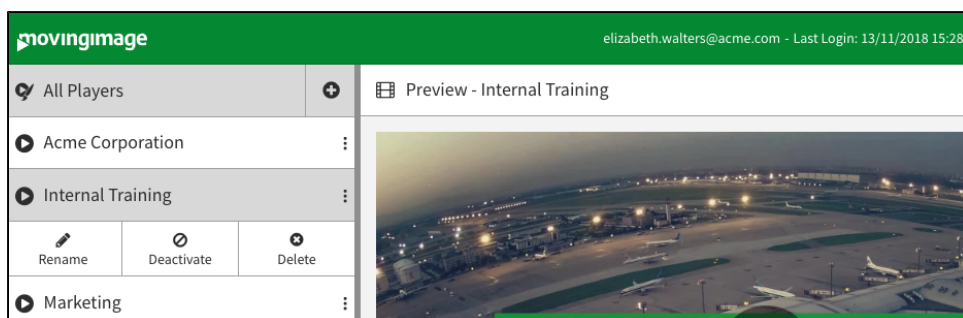 movingimage
elizabeth.walters@acme.com - Last Login: 13/11/2018 15:28
All Players
Preview - Internal Training
Acme Corporation
Internal Training
Rename
Deactivate
Delete
Marketing